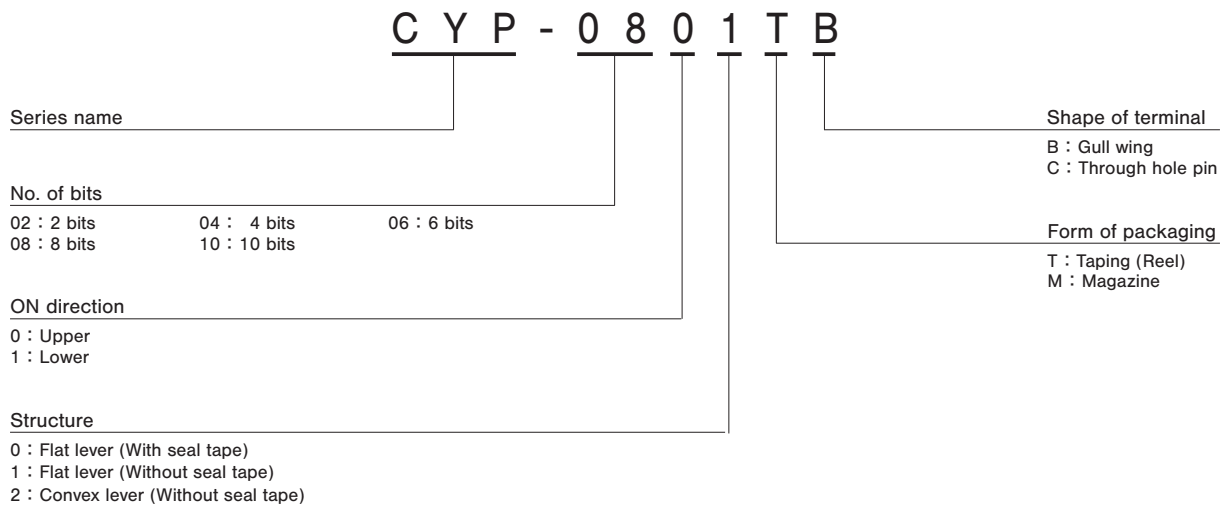 C Y P - 0 8 0 1 T B
Series name
No. of bits
02：2 bits 04： 4 bits 06：6 bits
08：8 bits 10：10 bits
ON direction
0：Upper
1：Lower
Structure
0：Flat lever (With seal tape)
1：Flat lever (Without seal tape)
2：Convex lever (Without seal tape)
Shape of terminal
B：Gull wing
C：Through hole pin
Form of packaging
T：Taping (Reel)
M：Magazine